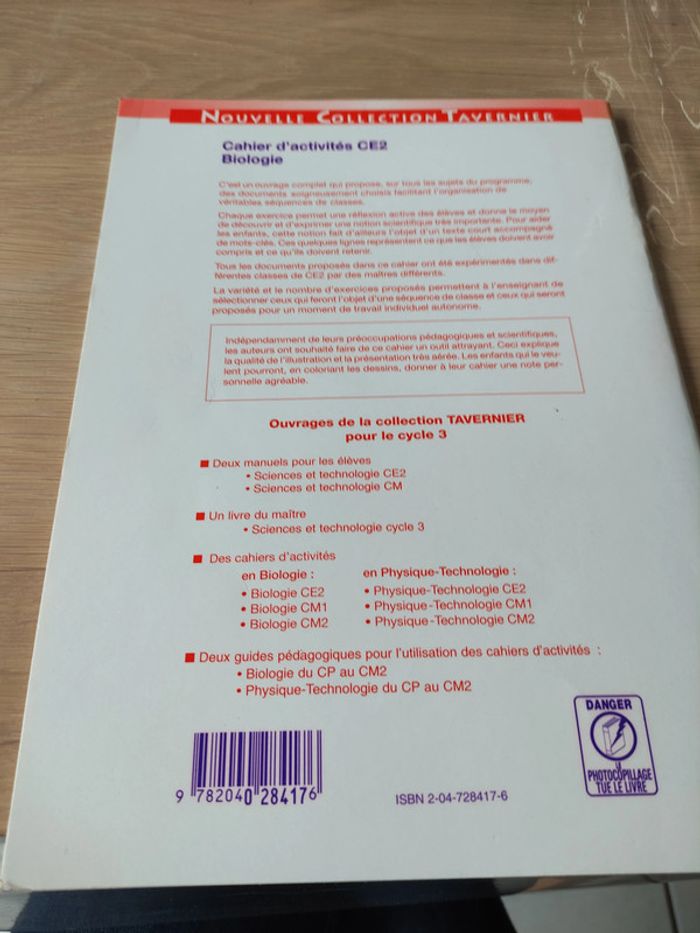 NOUVELLE COLLECTION TAVERNIER
Cahier d'activités CE2
Biologie
C'est un ouvrage complet qui propose, sur tous les sujets du programme,
des documents soigneusement choisis facilitant l'organisation de
véritables séquences de classes.
Chaque exercice permet une réflexion active des élèves et donne le moyen
de découvrir et d'exprimer une notion scientifique très importante. Pour aider
les enfants, cette notion fait d'ailleurs l'objet d'un texte court accompagné
de mots-clés. Ces quelques lignes représentent ce que les élèves doivent avoir
compris et ce qu'ils doivent retenir.
Tous les documents proposés dans ce cahier ont été expérimentés dans dif-
férentes classes de CE2 par des maîtres différents.
La variété et le nombre d'exercices proposés permettent à l'enseignant de
sélectionner ceux qui feront l'objet d'une séquence de classe et ceux qui seront
proposés pour un moment de travail individuel autonome.
Indépendamment de leurs préoccupations pédagogiques et scientifiques,
les auteurs ont souhaité faire de ce cahier un outil attrayant. Ceci explique
la qualité de l'illustration et la présentation très aérée. Les enfants qui le veu-
lent pourront, en coloriant les dessins, donner à leur cahier une note per-
sonnelle agréable.
Ouvrages de la collection TAVERNIER
pour le cycle 3
■ Deux manuels pour les élèves
• Sciences et technologie CE2
• Sciences et technologie CM
■ Un livre du maître
• Sciences et technologie cycle 3
■ Des cahiers d'activités
en Biologie :
• Biologie CE2
• Biologie CM1
• Biologie CM2
en Physique-Technologie :
• Physique-Technologie CE2
• Physique-Technologie CM1
• Physique-Technologie CM2
■ Deux guides pédagogiques pour l'utilisation des cahiers d'activités :
• Biologie du CP au CM2
• Physique-Technologie du CP au CM2
9 782040 284176
ISBN 2-04-728417-6
DANGER
LE
PHOTOCOPILLAGE
TUE LE LIVRE